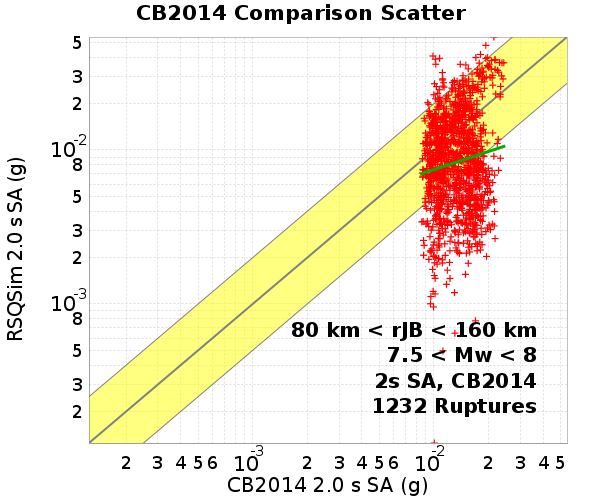 CB2014 Comparison Scatter
RSQSim 2.0 s SA (g)
5
3
2
10-2
8
5
3
2
10-3
8
5
3
2
80 km < rJB < 160 km
7.5 < Mw < 8
2s SA, CB2014
1232 Ruptures
2 3 4 5 6 10-3 2 3 4 5 6 10-2 2 3 4 5
CB2014 2.0 s SA (g)